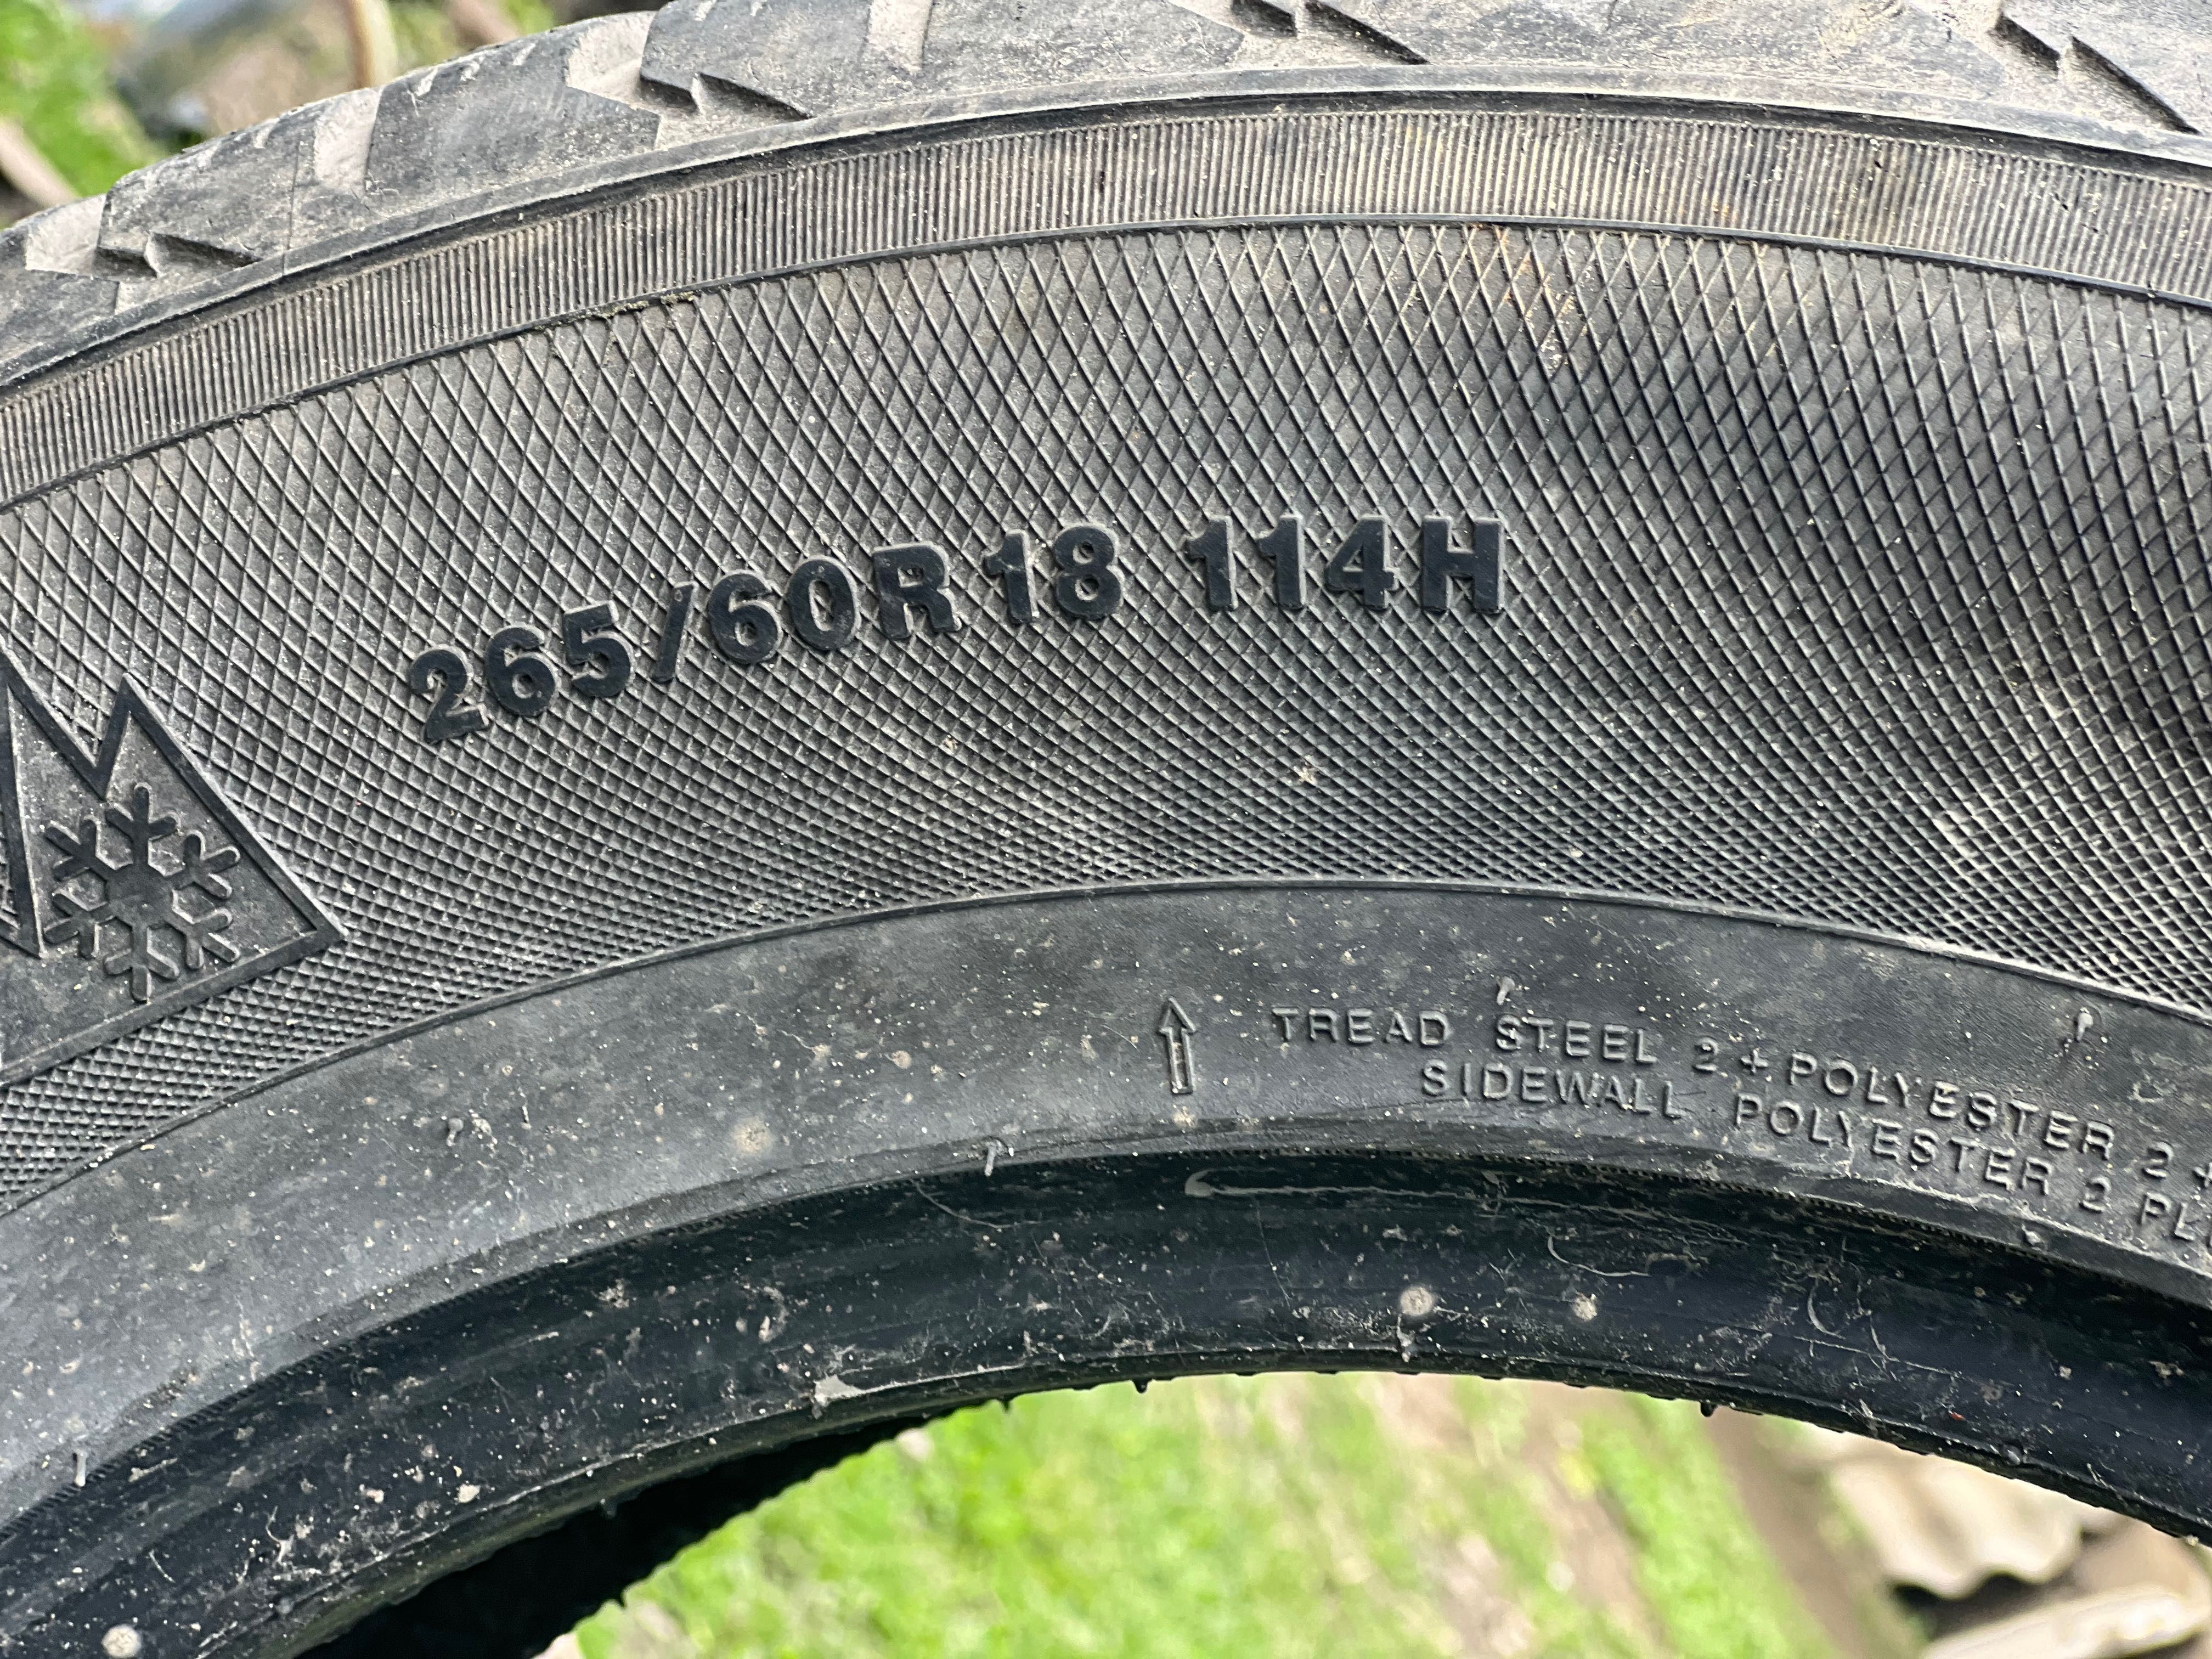 265/60R18 114H
TREAD STEEL 2 + POLYESTER 2 +
SIDEWALL POLYESTER 2